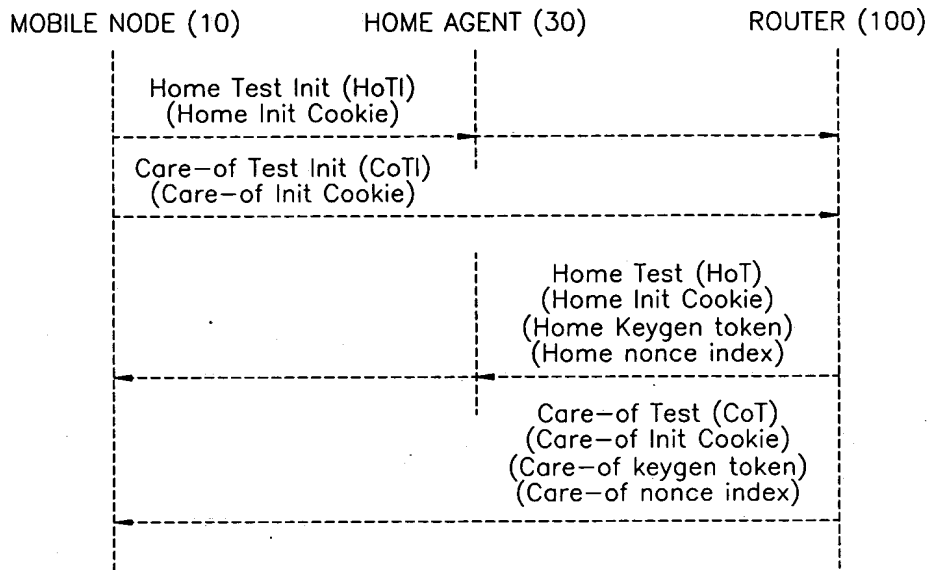 MOBILE NODE (10) HOME AGENT (30) ROUTER (100)
Home Test Init (HoTI)
(Home Init Cookie)
Care-of Test Init (CoTI)
(Care-of Init Cookie)
Home Test (HoT)
(Home Init Cookie)
(Home Keygen token)
(Home nonce index)
Care-of Test (CoT)
(Care-of Init Cookie)
(Care-of keygen token)
(Care-of nonce index)